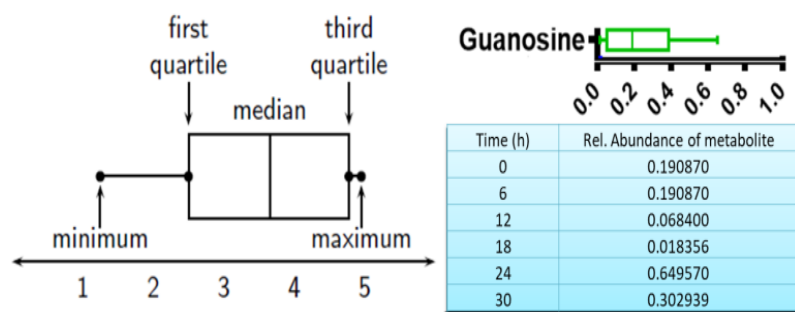 first
quartile
third
quartile
median
minimum
maximum
1 2 3 4 5
Guanosine
0.0 0.2 0.4 0.6 0.8 1.0
Time (h) Rel. Abundance of metabolite
0 0.190870
6 0.190870
12 0.068400
18 0.018356
24 0.649570
30 0.302939